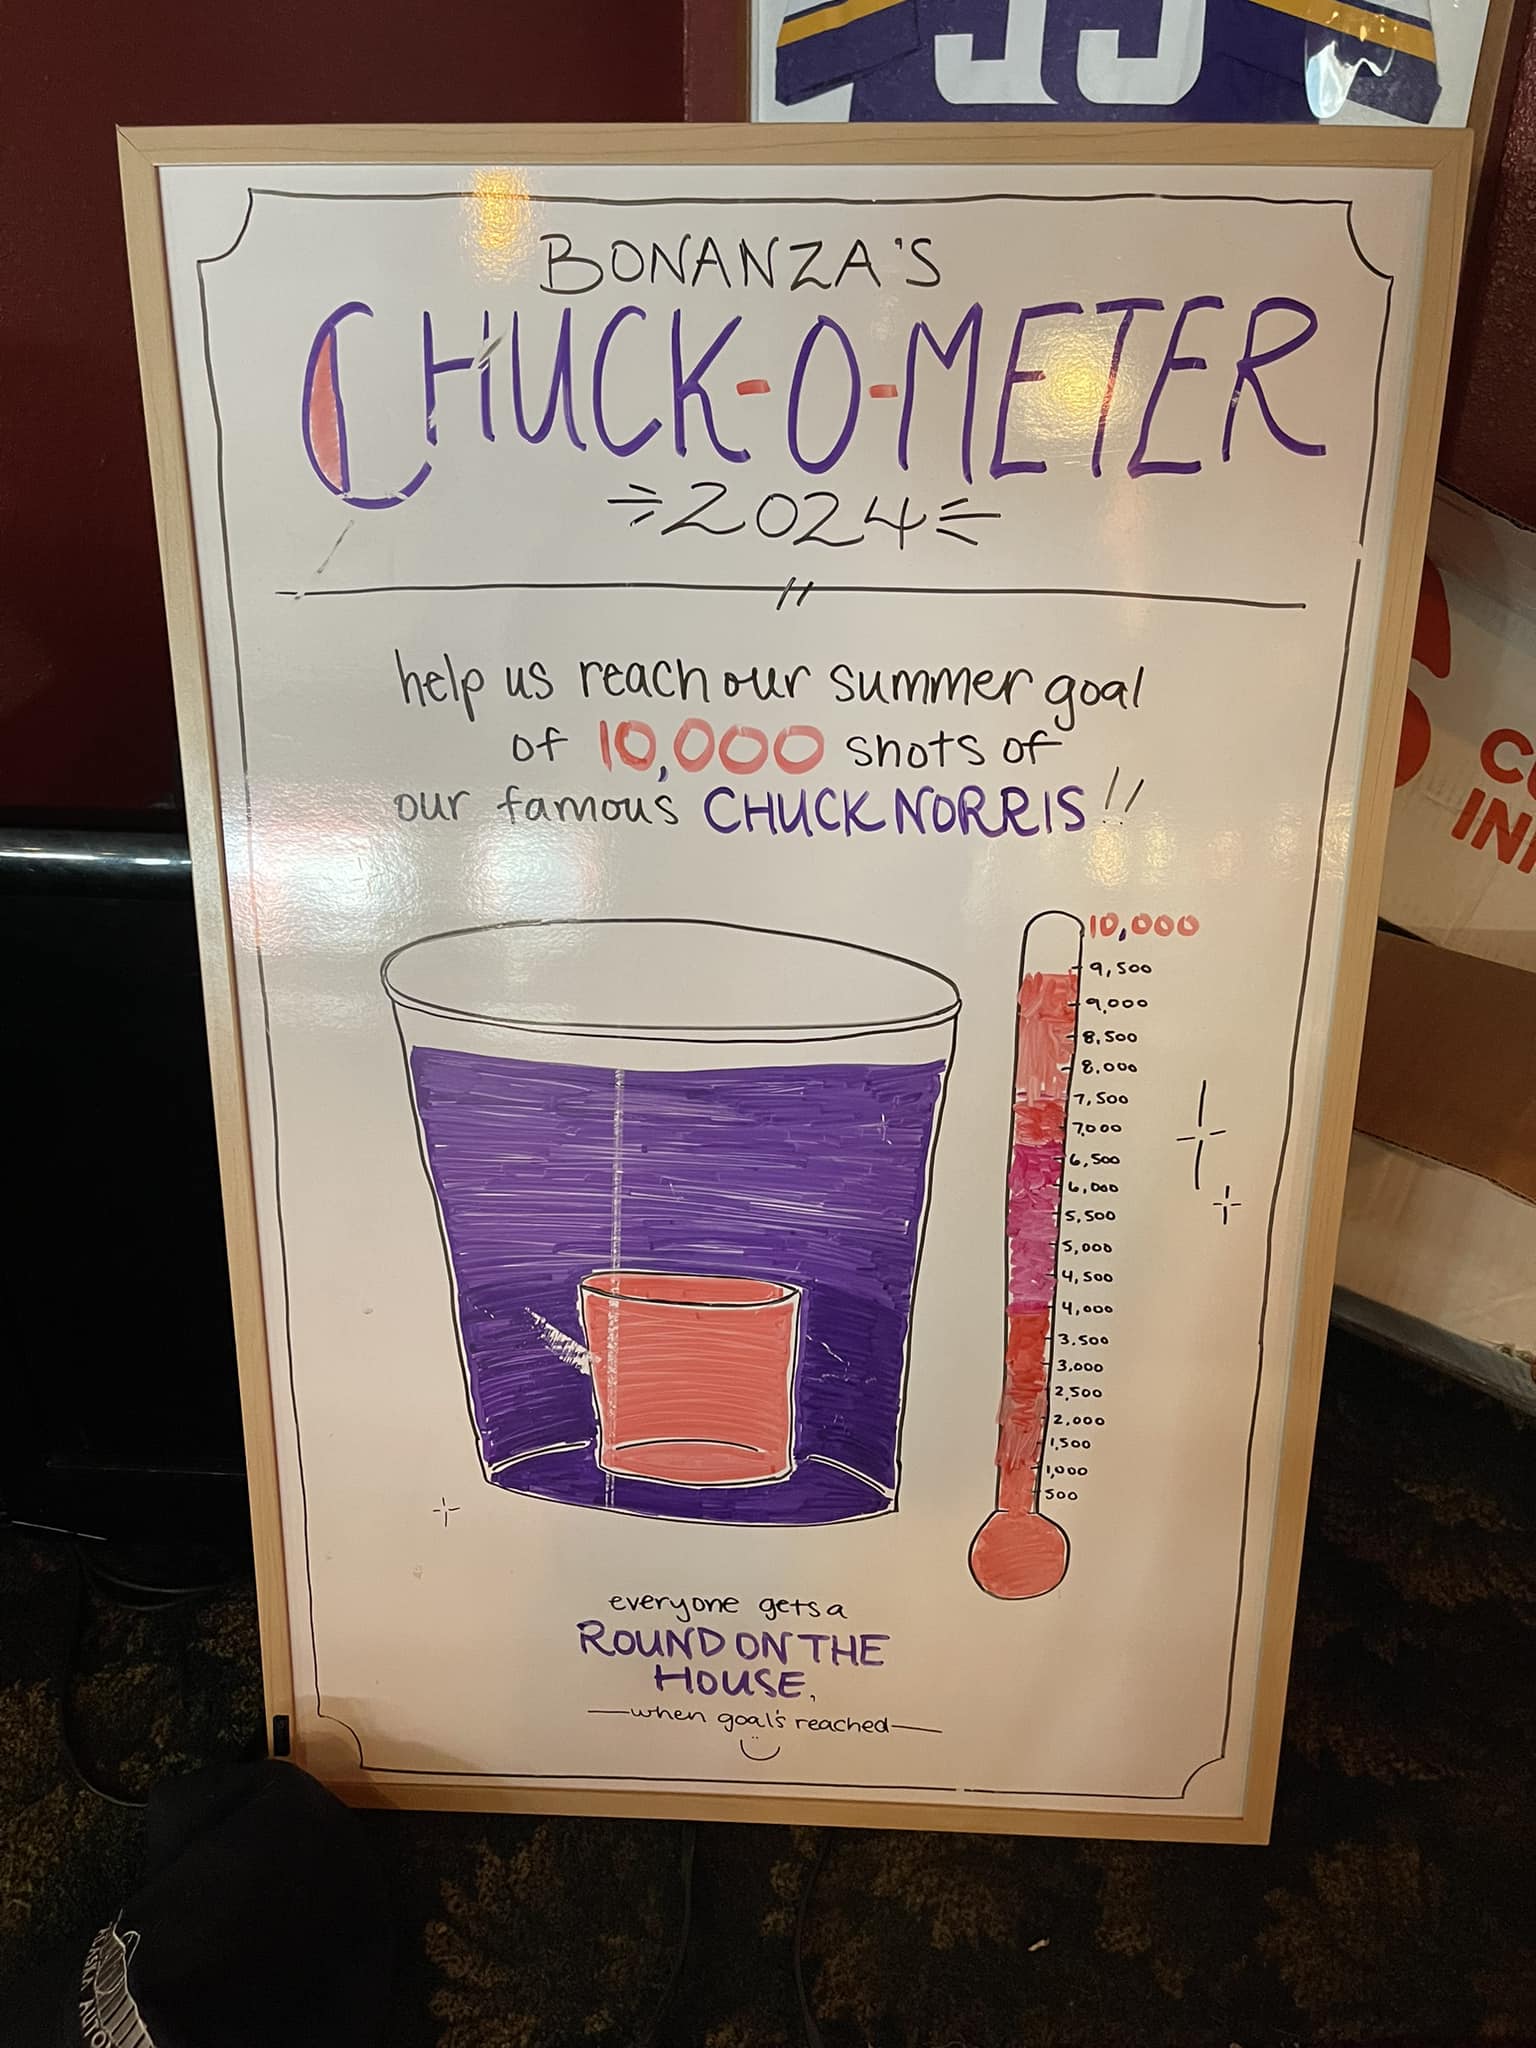 BONANZA'S
CHUCK-O-METER
2024
help us reach our summer goal
of 10,000 shots of
our famous CHUCK NORRIS!!
10,000
9,500
9,000
8,500
8,000
7,500
7,000
6,500
6,000
5,500
5,000
4,500
4,000
3.500
3.000
2,500
2,000
1,500
1,000
500
everyone gets a
ROUND ON THE
HOUSE,
when goal's reached